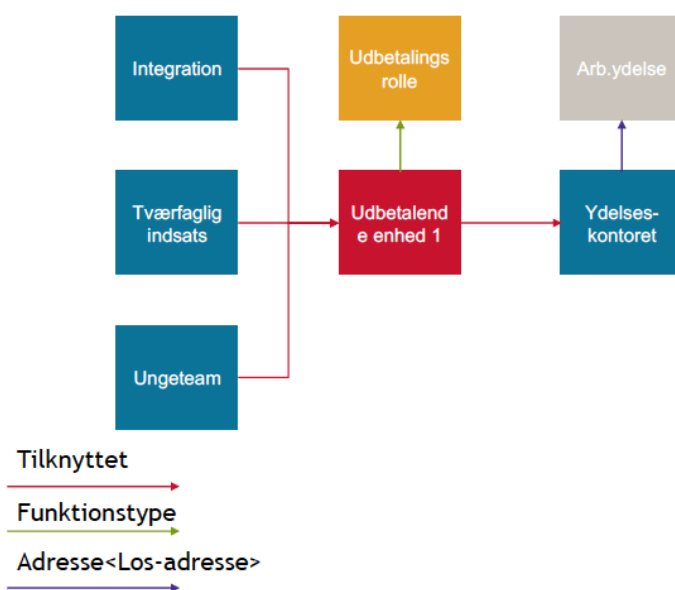 Integration
Udbetalings
rolle
Arb.ydelse
Tværfaglig
indsats
Udbetalend
e enhed 1
Ydelses-
kontoret
Ungeteam
Tilknyttet
Funktionstype
Adresse<Los-adresse>